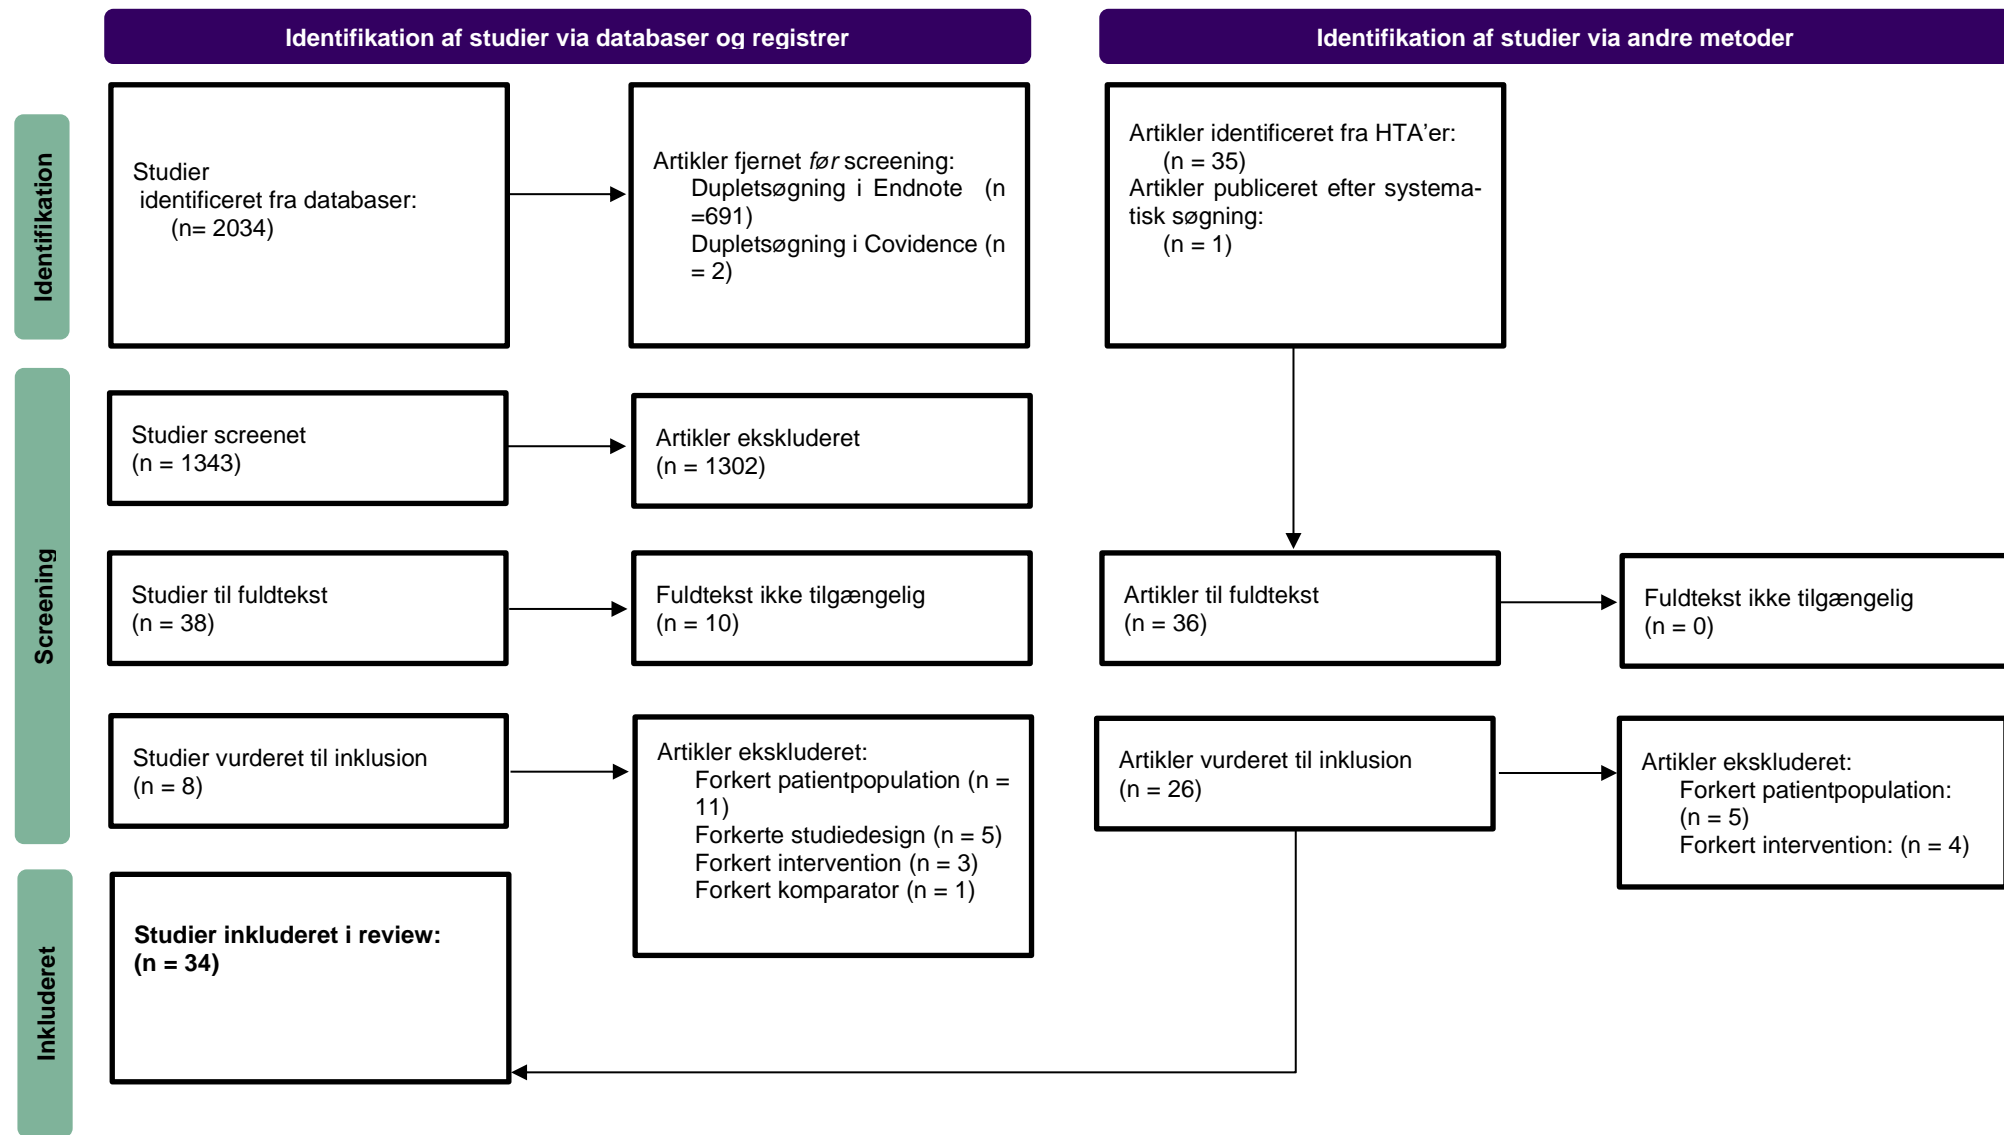 Identifikation af studier via databaser og registrer
Identifikation af studier via andre metoder
Identifikation
Studier
identificeret fra databaser:
(n= 2034)
Artikler fjernet før screening:
Dupletsøgning i Endnote (n
=691)
Dupletsøgning i Covidence (n
= 2)
Artikler identificeret fra HTA’er:
(n = 35)
Artikler publiceret efter systema-
tisk søgning:
(n = 1)
Screening
Studier screenet
(n = 1343)
Artikler ekskluderet
(n = 1302)
Studier til fuldtekst
(n = 38)
Fuldtekst ikke tilgængelig
(n = 10)
Artikler til fuldtekst
(n = 36)
Fuldtekst ikke tilgængelig
(n = 0)
Studier vurderet til inklusion
(n = 8)
Artikler ekskluderet:
Forkert patientpopulation (n =
11)
Forkerte studiedesign (n = 5)
Forkert intervention (n = 3)
Forkert komparator (n = 1)
Artikler vurderet til inklusion
(n = 26)
Artikler ekskluderet:
Forkert patientpopulation:
(n = 5)
Forkert intervention: (n = 4)
Inkluderet
Studier inkluderet i review:
(n = 34)